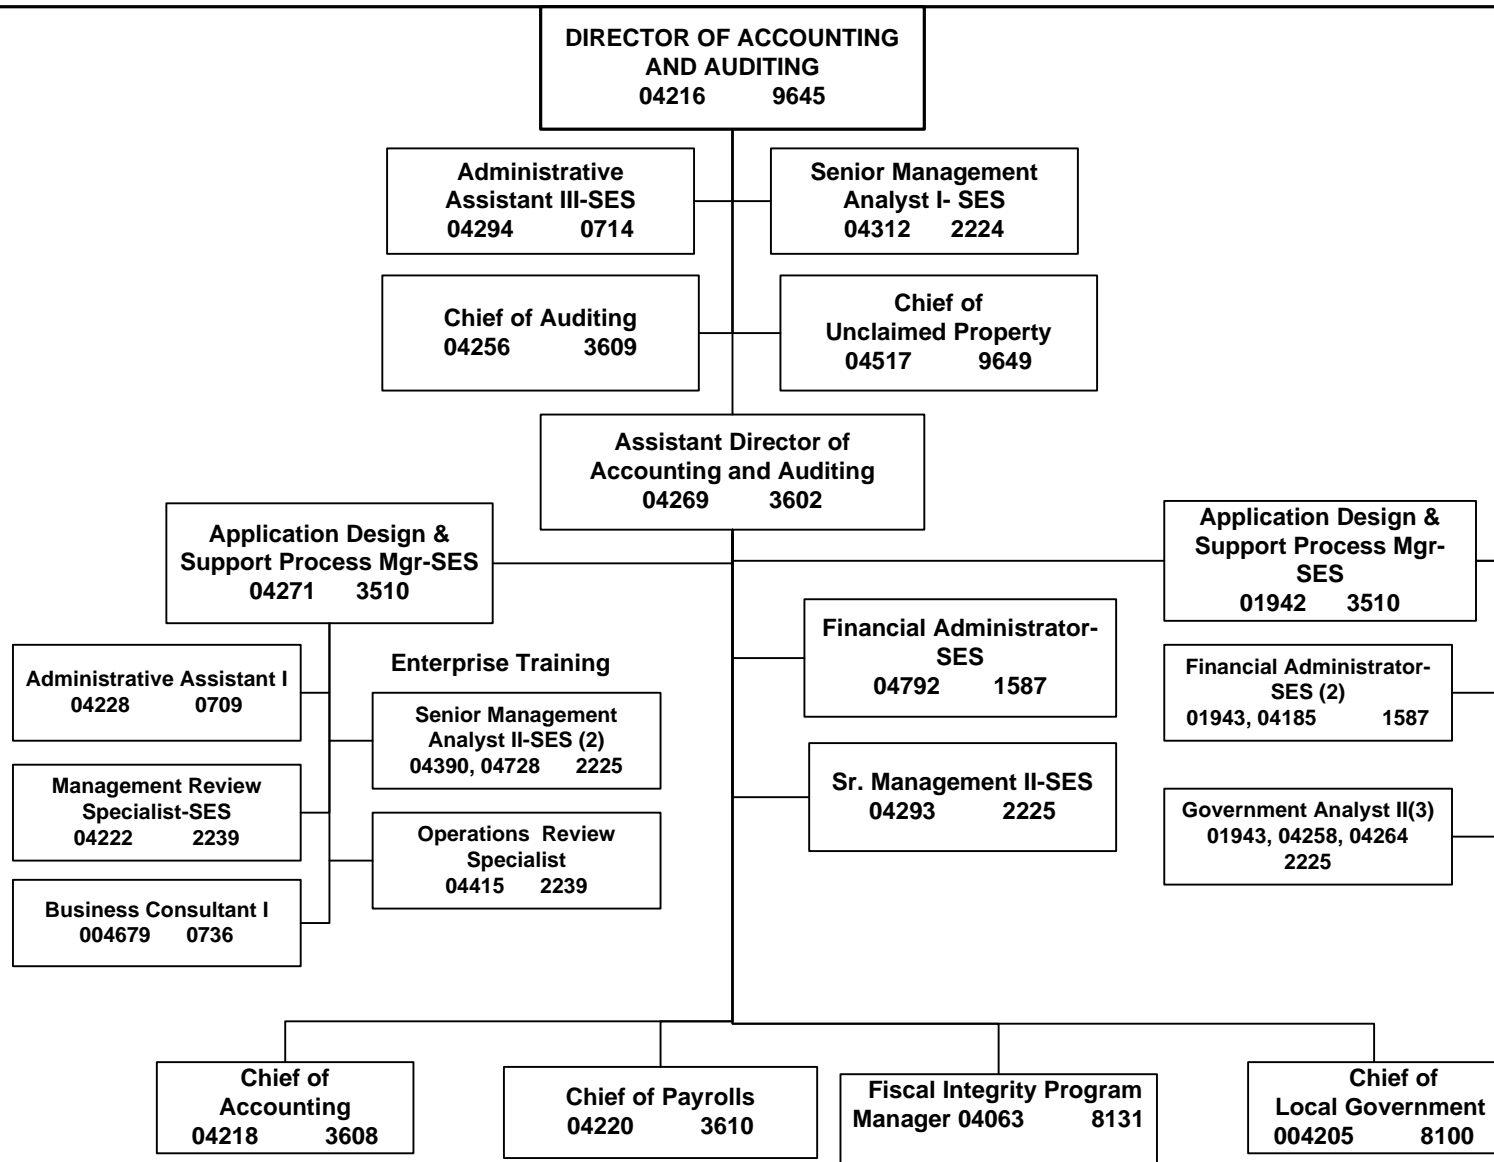 DIRECTOR OF ACCOUNTING
AND AUDITING
04216 9645
Administrative
Assistant III-SES
04294 0714
Senior Management
Analyst I- SES
04312 2224
Chief of Auditing
04256 3609
Chief of
Unclaimed Property
04517 9649
Assistant Director of
Accounting and Auditing
04269 3602
Application Design &
Support Process Mgr-SES
04271 3510
Application Design &
Support Process Mgr-
SES
01942 3510
Administrative Assistant I
04228 0709
Enterprise Training
Senior Management
Analyst II-SES (2)
04390, 04728 2225
Management Review
Specialist-SES
04222 2239
Operations Review
Specialist
04415 2239
Business Consultant I
004679 0736
Financial Administrator-
SES
04792 1587
Sr. Management II-SES
04293 2225
Financial Administrator-
SES (2)
01943, 04185 1587
Government Analyst II(3)
01943, 04258, 04264
2225
Chief of
Accounting
04218 3608
Chief of Payrolls
04220 3610
Fiscal Integrity Program
Manager 04063 8131
Chief of
Local Government
004205 8100